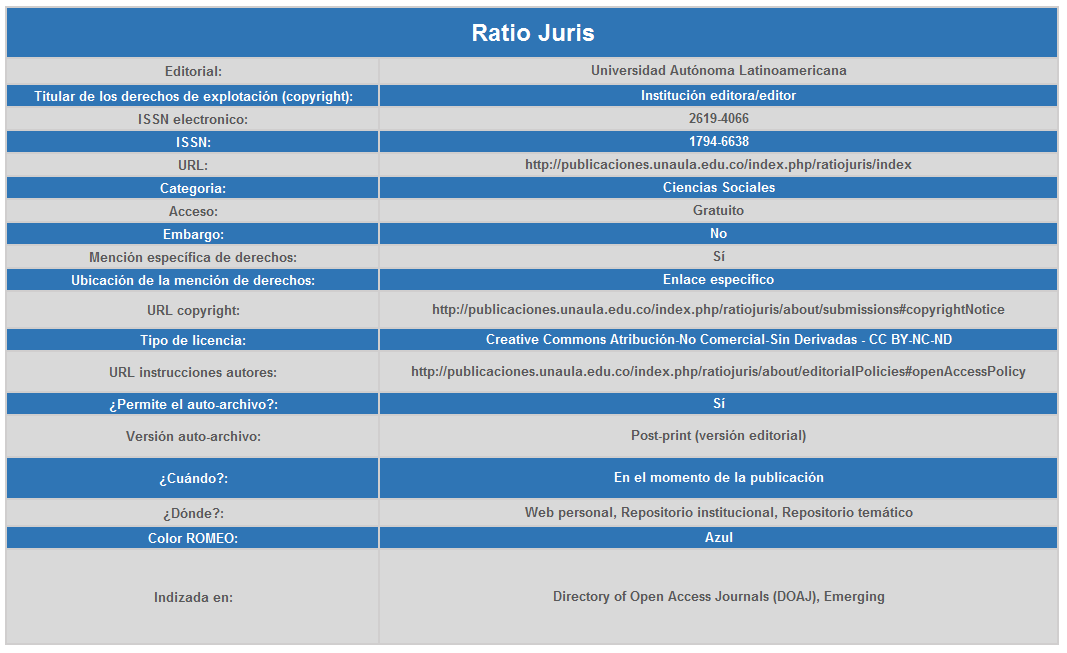 Ratio Juris
Editorial: Universidad Autónoma Latinoamericana
Titular de los derechos de explotación (copyright): Institución editora/editor
ISSN electronico: 2619-4066
ISSN: 1794-6638
URL: http://publicaciones.unaula.edu.co/index.php/ratiojuris/index
Categoria: Ciencias Sociales
Acceso: Gratuito
Embargo: No
Mención específica de derechos: Sí
Ubicación de la mención de derechos: Enlace especifico
URL copyright: http://publicaciones.unaula.edu.co/index.php/ratiojuris/about/submissions#copyrightNotice
Tipo de licencia: Creative Commons Atribución-No Comercial-Sin Derivadas - CC BY-NC-ND
URL instrucciones autores: http://publicaciones.unaula.edu.co/index.php/ratiojuris/about/editorialPolicies#openAccessPolicy
¿Permite el auto-archivo?: Sí
Versión auto-archivo: Post-print (versión editorial)
¿Cuándo?: En el momento de la publicación
¿Dónde?: Web personal, Repositorio institucional, Repositorio temático
Color ROMEO: Azul
Indizada en: Directory of Open Access Journals (DOAJ), Emerging